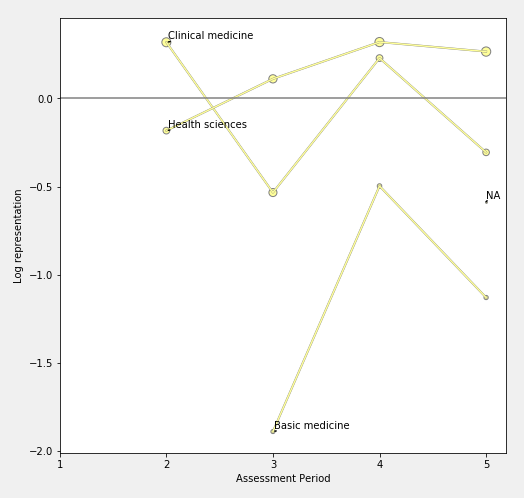 Clinical medicine
0.0
Health sciences
Log representation
−0.5
NA
−1.0
−1.5
Basic medicine
−2.0
1 2 3 4 5
Assessment Period